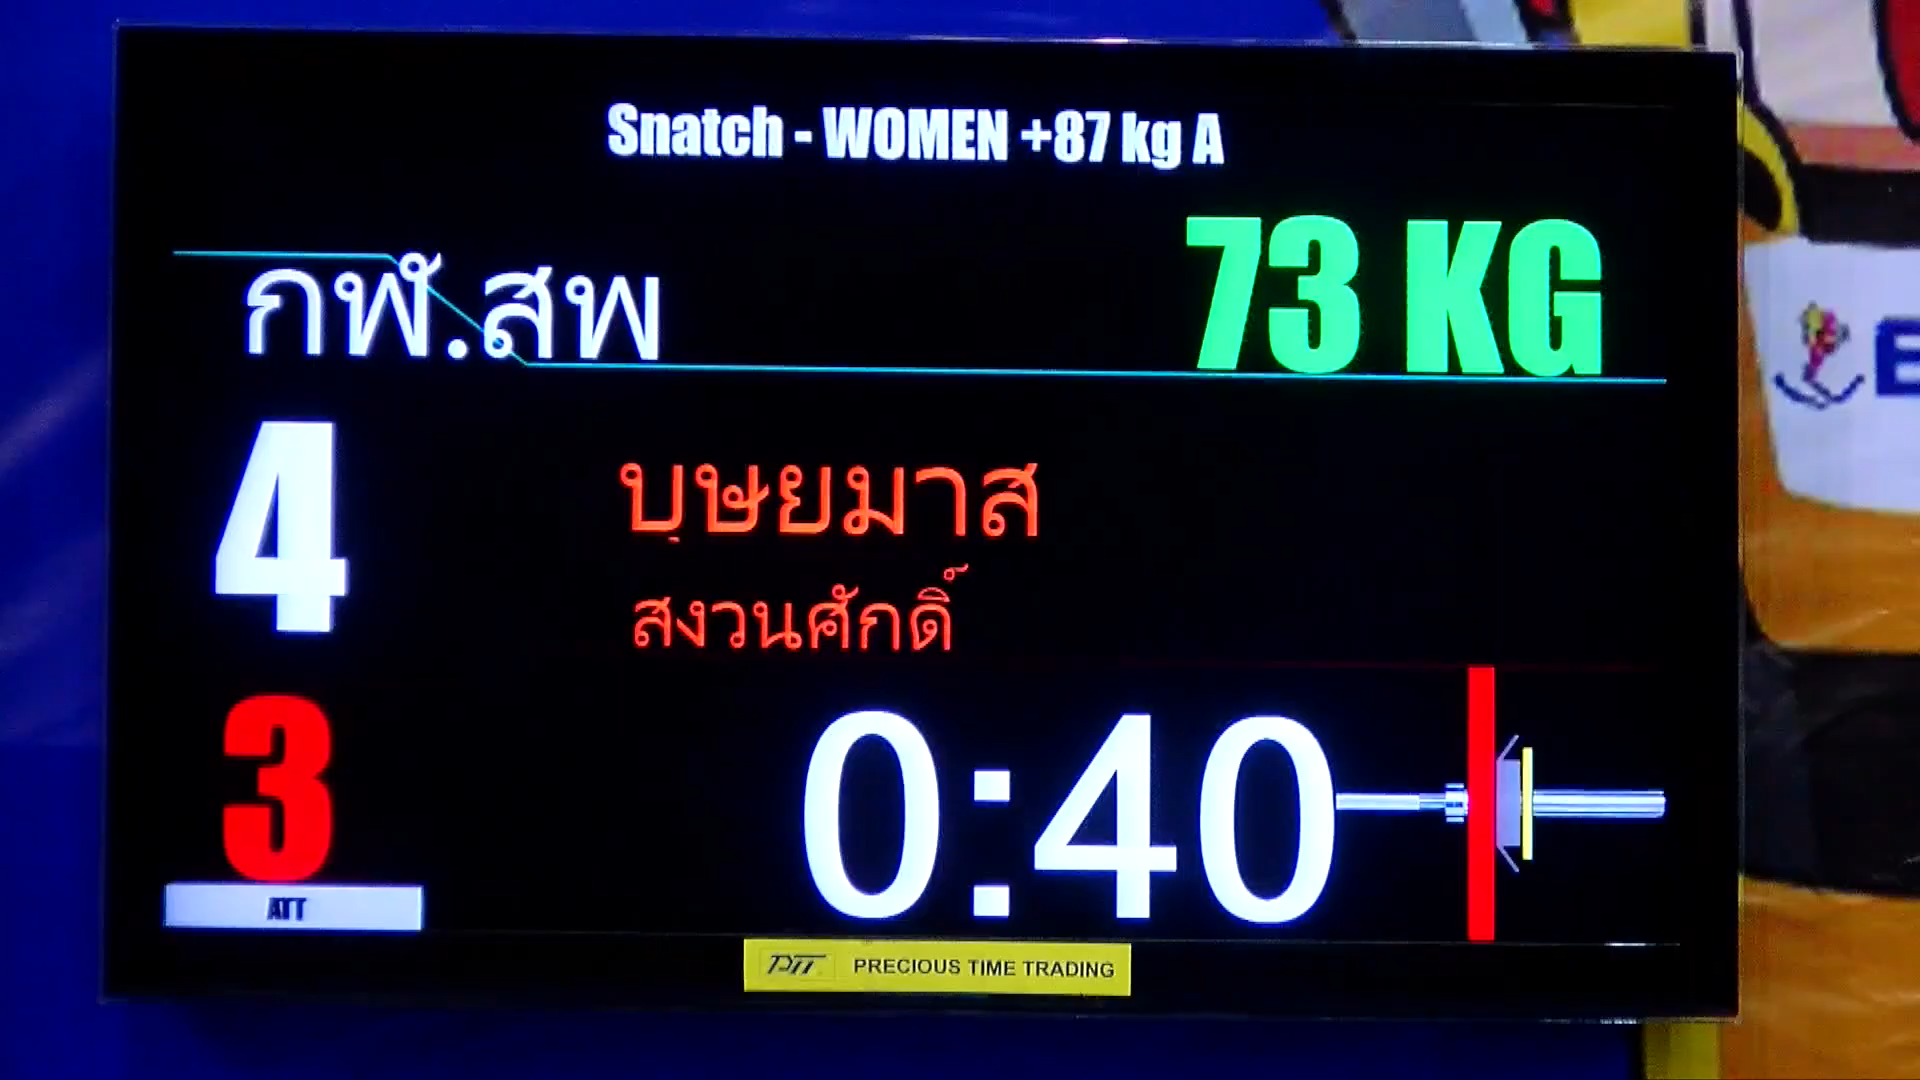 Snatch - WOMEN +87 kg A
กฬ.สพ
73 KG
4
บุษยมาส
สงวนศักดิ์
3
ATT
0:40
PTT PRECIOUS TIME TRADING